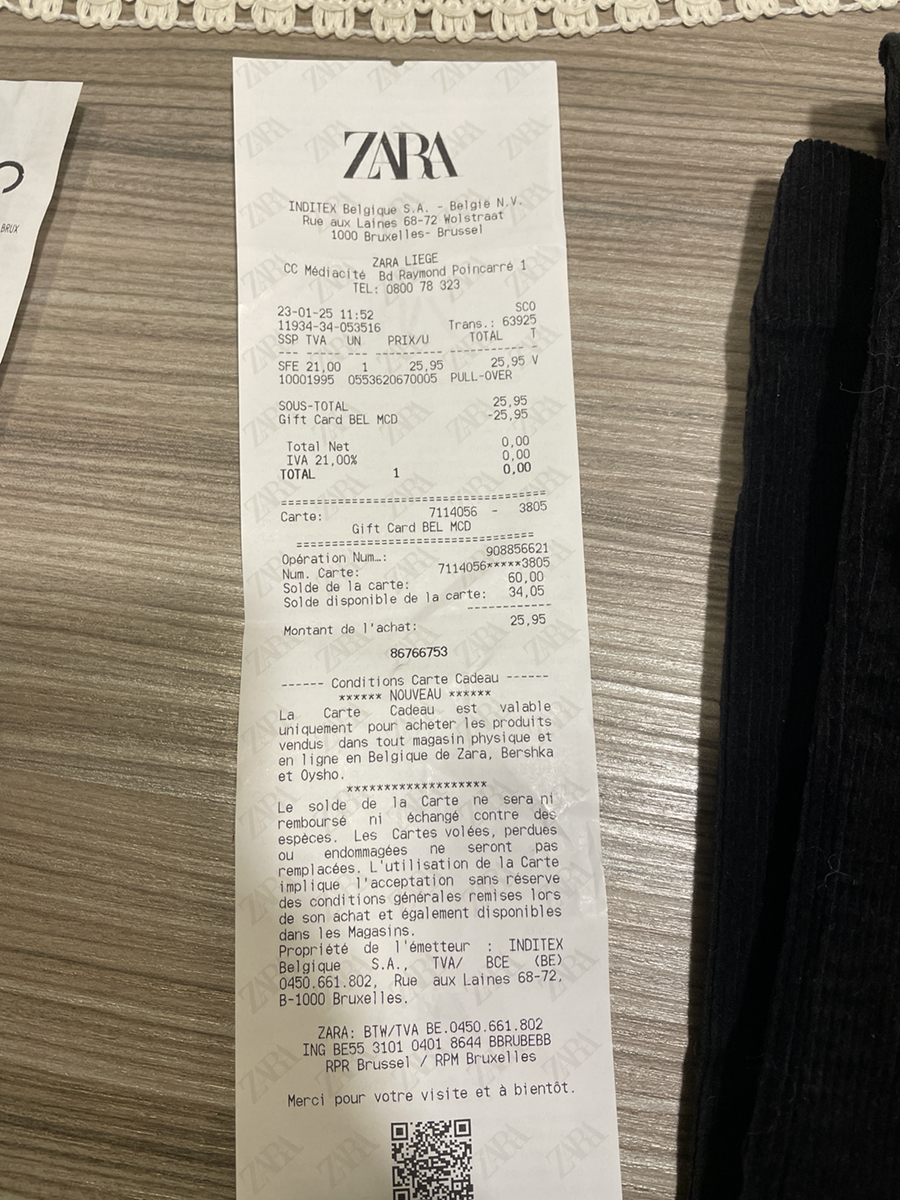 BRUX
ZARA
INDITEX Belgique S.A. - België N.V.
Rue aux Laines 68-72 Wolstraat
1000 Bruxelles- Brussel
ZARA LIEGE
CC Médiacité Bd Raymond Poincarré 1
TEL: 0800 78 323
23-01-25 11:52 SCO
11934-34-053516 Trans.: 63925
SSP TVA UN PRIX/U TOTAL T
--- ----- --- ---------- ----------- -
SFE 21,00 1 25,95 25,95 V
10001995 0553620670005 PULL-OVER
SOUS-TOTAL 25,95
Gift Card BEL MCD -25,95
Total Net 0,00
IVA 21,00% 0,00
TOTAL 1 0,00
===================================
Carte: 7114056 - 3805
Gift Card BEL MCD
===============================
Opération Num…: 908856621
Num. Carte: 7114056*****3805
Solde de la carte: 60,00
Solde disponible de la carte: 34,05
-----------
Montant de l'achat: 25,95
86766753
------ Conditions Carte Cadeau ------
****** NOUVEAU ******
La Carte Cadeau est valable
uniquement pour acheter les produits
vendus dans tout magasin physique et
en ligne en Belgique de Zara, Bershka
et Oysho.
********************
Le solde de la Carte ne sera ni
remboursé ni échangé contre des
espèces. Les Cartes volées, perdues
ou endommagées ne seront pas
remplacées. L'utilisation de la Carte
implique l'acceptation sans réserve
des conditions générales remises lors
de son achat et également disponibles
dans les Magasins.
Propriété de l'émetteur : INDITEX
Belgique S.A., TVA/ BCE (BE)
0450.661.802, Rue aux Laines 68-72,
B-1000 Bruxelles.
ZARA: BTW/TVA BE.0450.661.802
ING BE55 3101 0401 8644 BBRUBEBB
RPR Brussel / RPM Bruxelles
Merci pour votre visite et à bientôt.